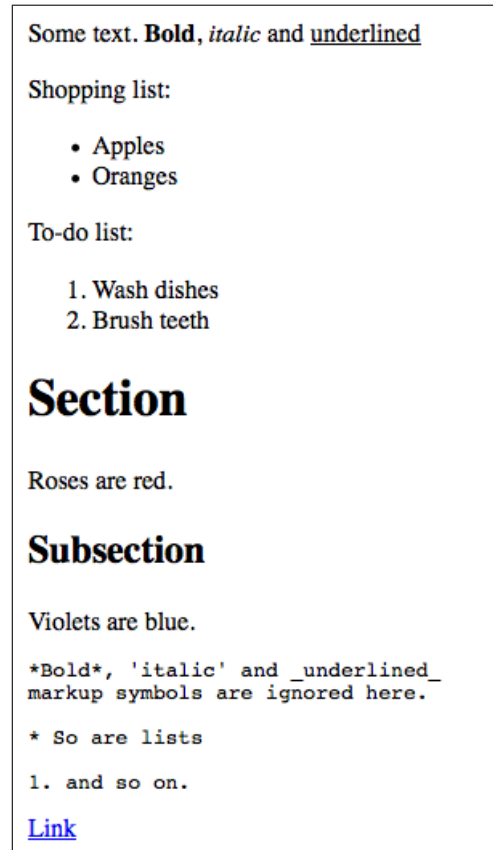 Some text. Bold, italic and underlined
Shopping list:
• Apples
• Oranges
To-do list:
1. Wash dishes
2. Brush teeth
Section
Roses are red.
Subsection
Violets are blue.
*Bold*, 'italic' and _underlined_
markup symbols are ignored here.
* So are lists
1. and so on.
Link